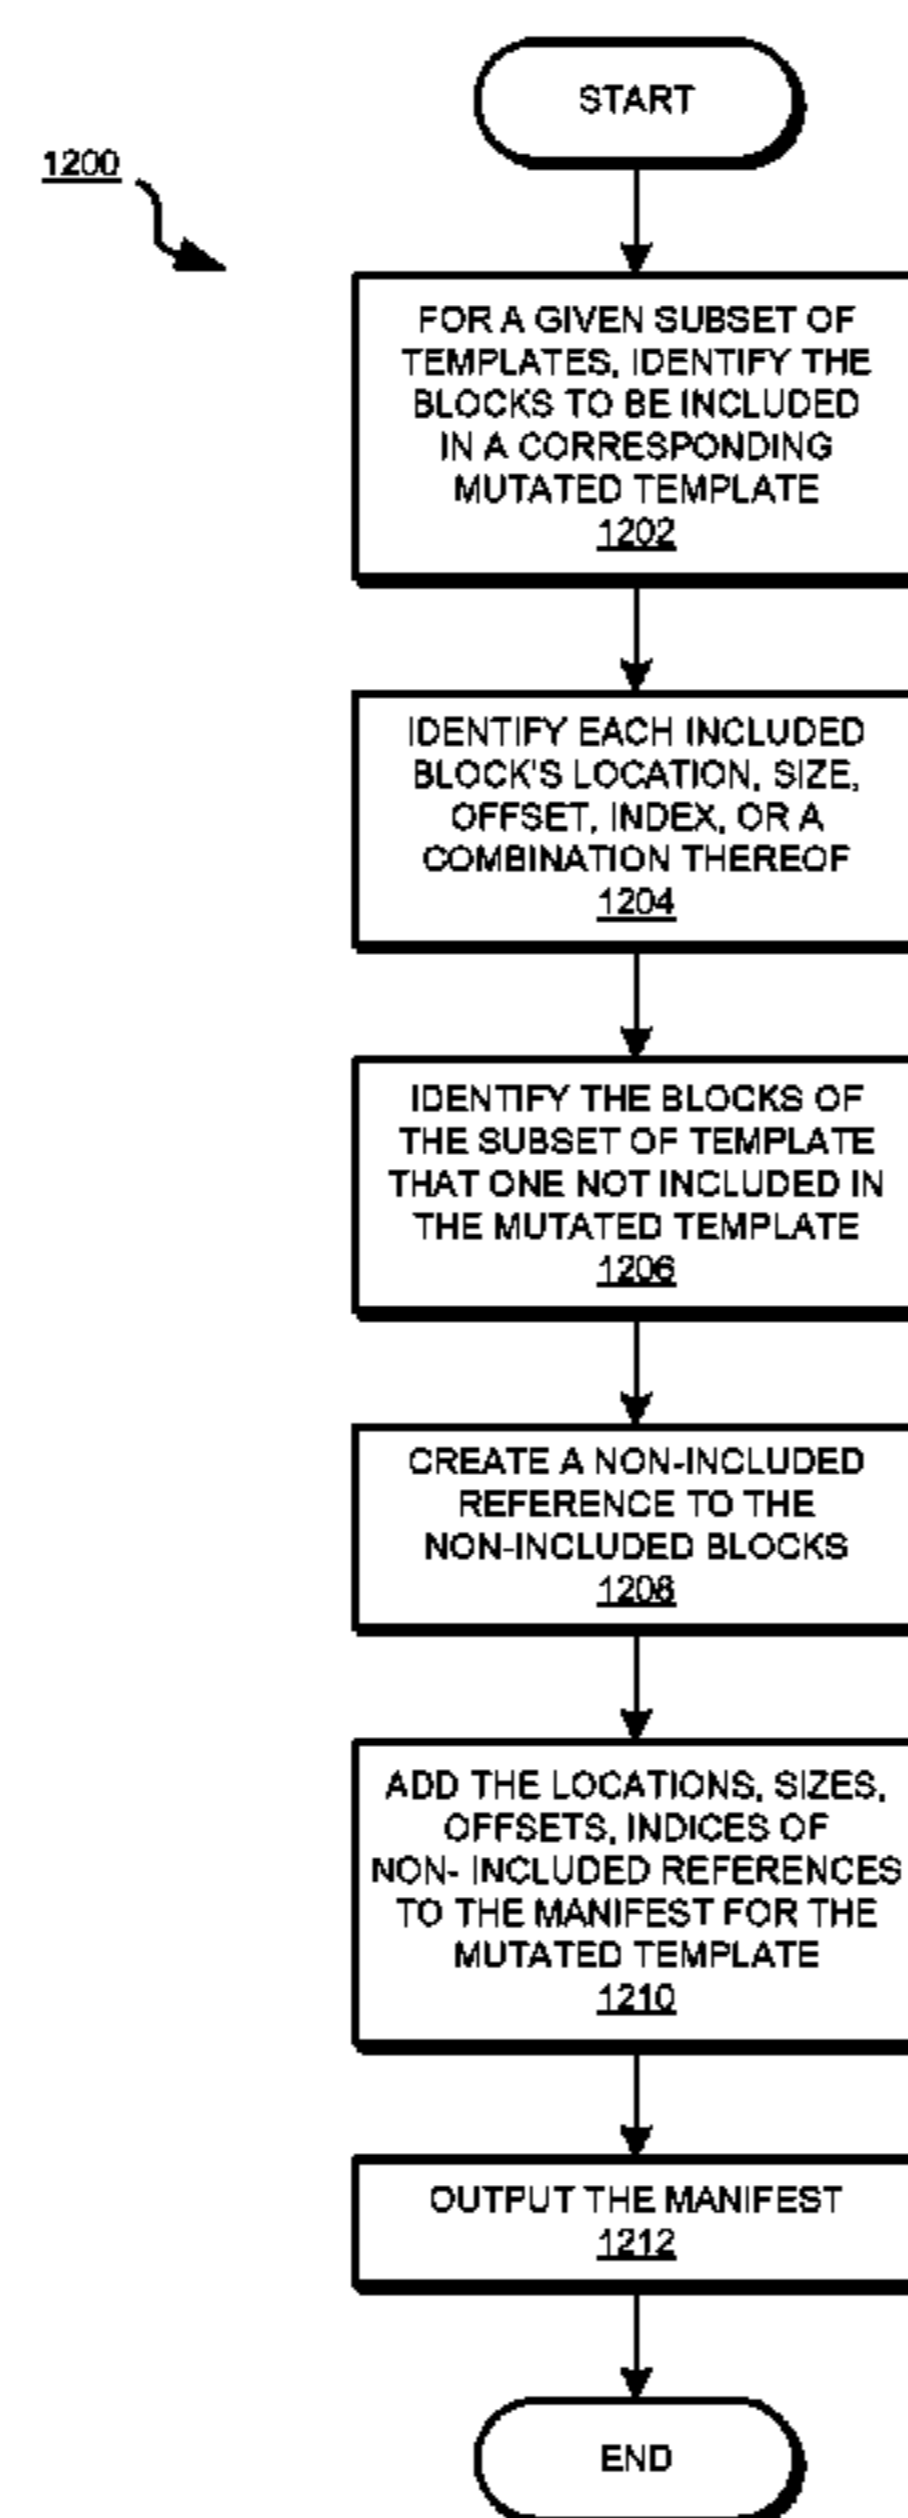 START
1200
FOR A GIVEN SUBSET OF
TEMPLATES, IDENTIFY THE
BLOCKS TO BE INCLUDED
IN A CORRESPONDING
MUTATED TEMPLATE
1202
IDENTIFY EACH INCLUDED
BLOCK'S LOCATION, SIZE,
OFFSET, INDEX, OR A
COMBINATION THEREOF
1204
IDENTIFY THE BLOCKS OF
THE SUBSET OF TEMPLATE
THAT ONE NOT INCLUDED IN
THE MUTATED TEMPLATE
1206
CREATE A NON-INCLUDED
REFERENCE TO THE
NON-INCLUDED BLOCKS
1208
ADD THE LOCATIONS, SIZES,
OFFSETS, INDICES OF
NON- INCLUDED REFERENCES
TO THE MANIFEST FOR THE
MUTATED TEMPLATE
1210
OUTPUT THE MANIFEST
1212
END